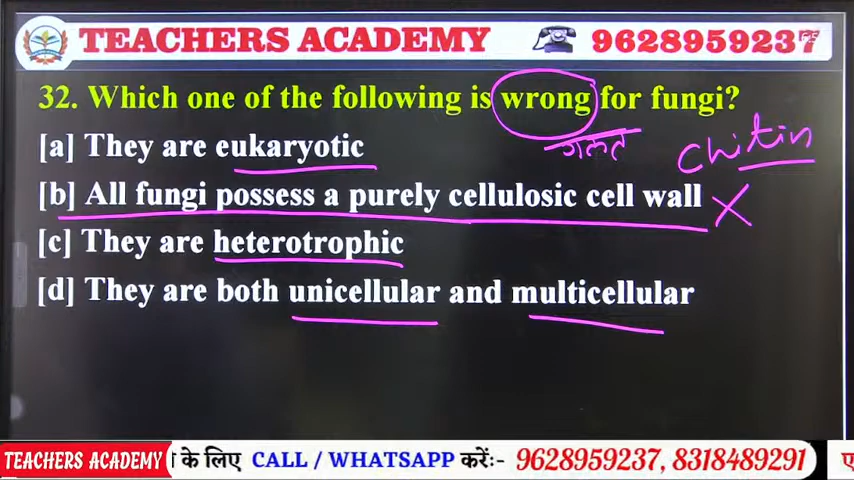 TEACHERS ACADEMY 9628959237
32. Which one of the following is wrong for fungi?
गलत
[a] They are eukaryotic
Chitin
[b] All fungi possess a purely cellulosic cell wall
[c] They are heterotrophic
[d] They are both unicellular and multicellular
TEACHERS ACADEMY के लिए CALL / WHATSAPP करें:- 9628959237, 8318489291 ए